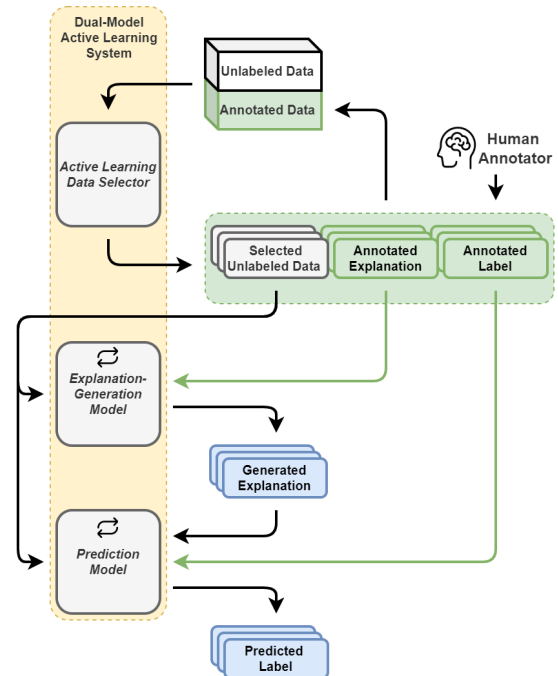 Dual-Model
Active Learning
System
Unlabeled Data
Annotated Data
Human
Annotator
Active Learning
Data Selector
Selected
Unlabeled Data
Annotated
Explanation
Annotated
Label
Explanation-
Generation
Model
Generated
Explanation
Prediction
Model
Predicted
Label